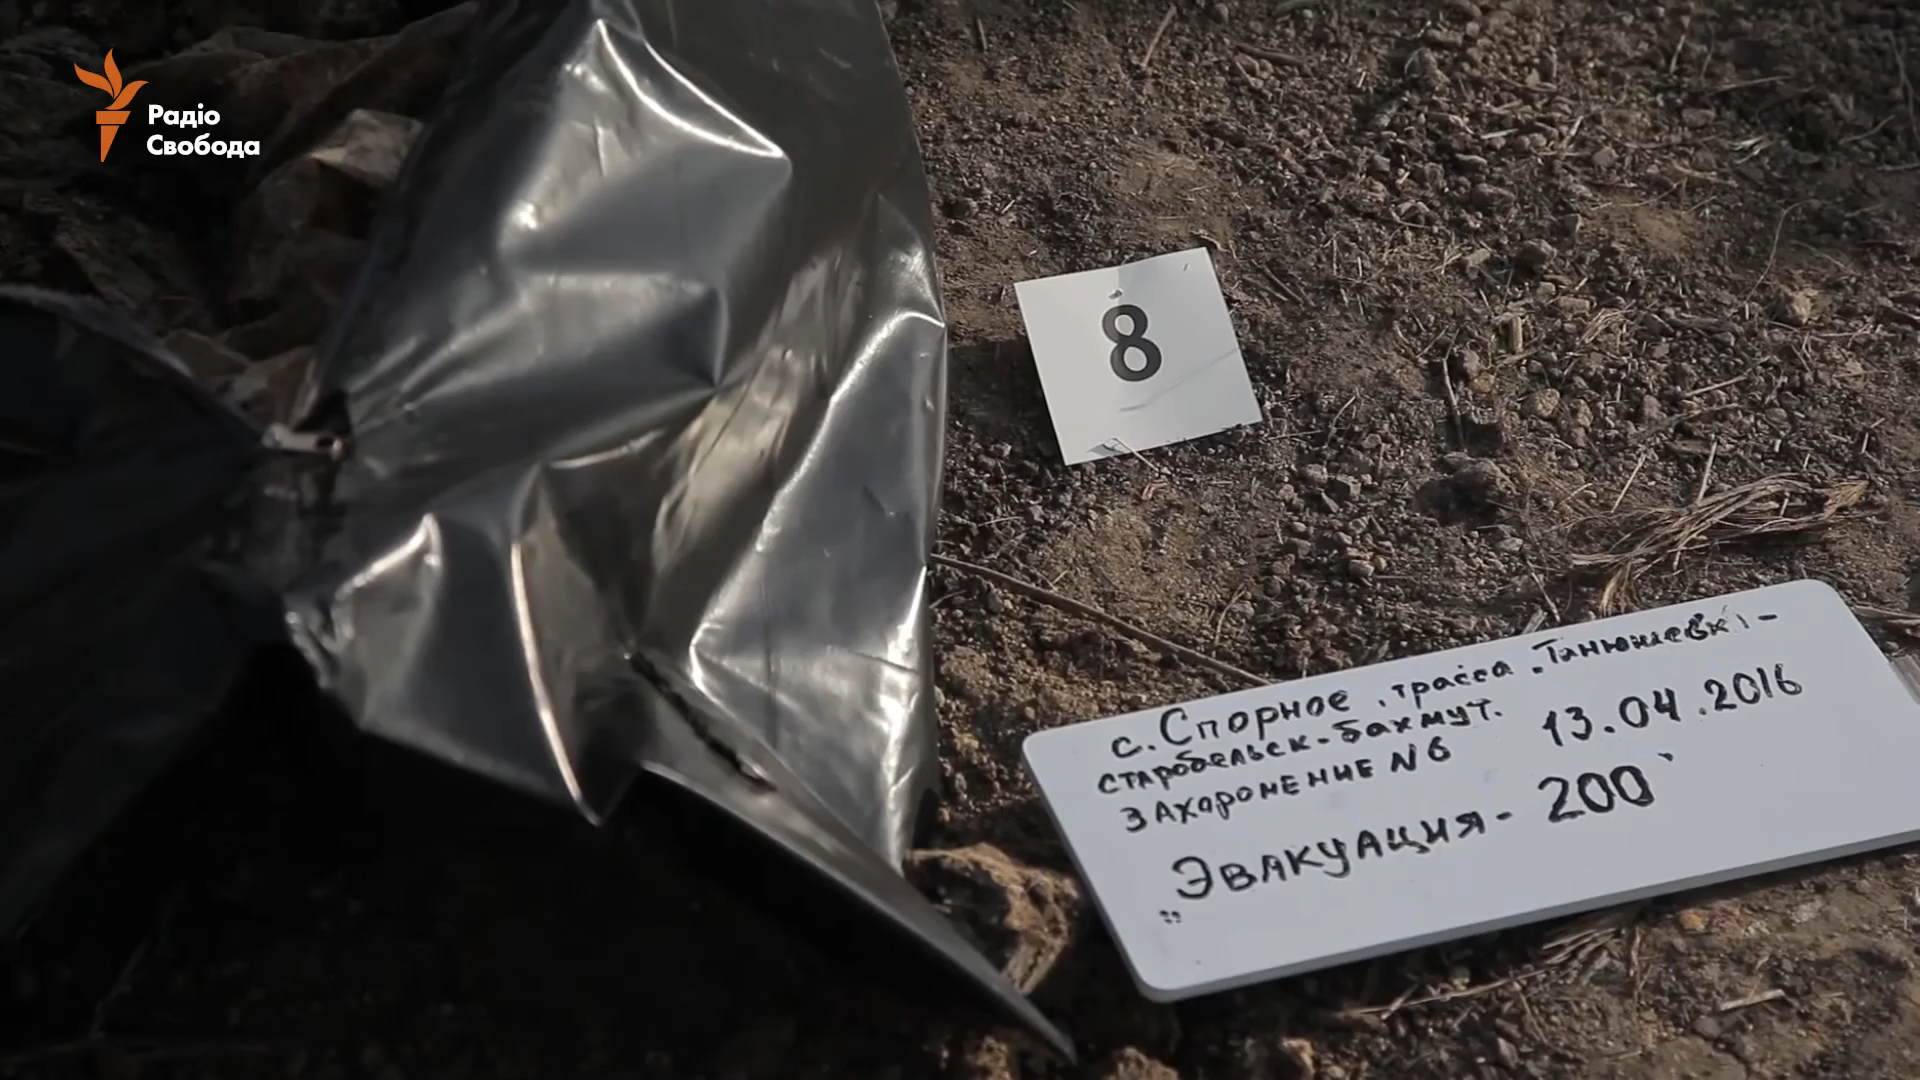 Радіо
Свобода
8
с. Спорное, трасса „Танюшевка -
старобельск - бахмут.
Захоронение N6 13.04.2016
„Эвакуация - 200"